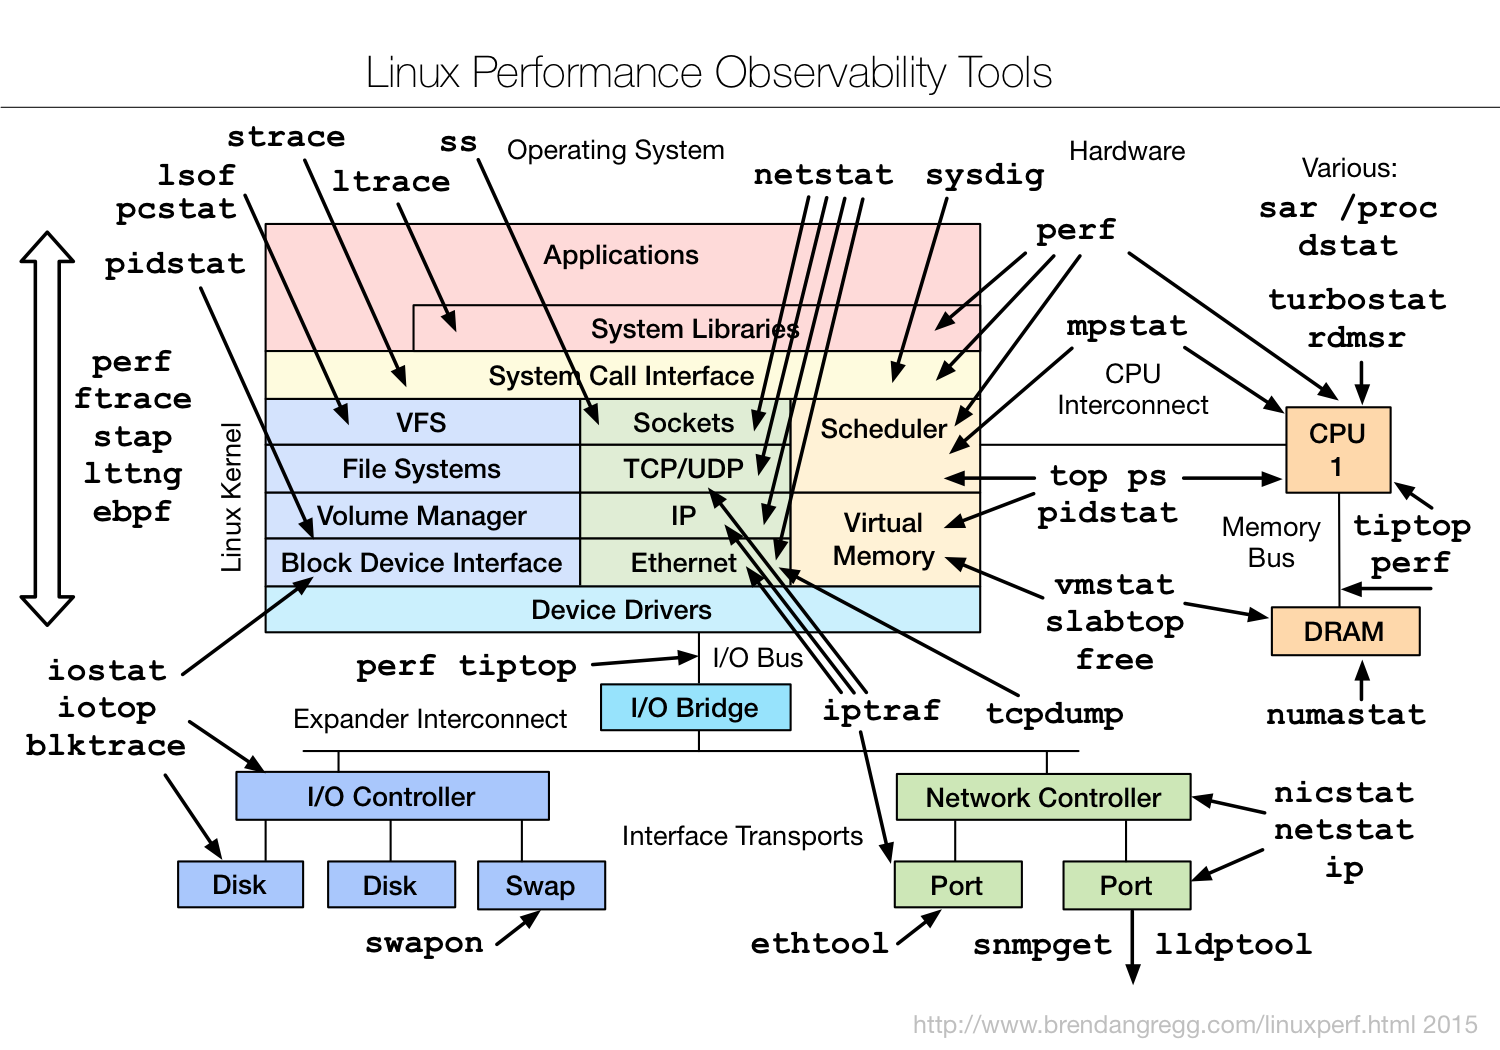 Linux Performance Observability Tools
strace
ss
Operating System
Hardware
Various:
lsof
pcstat
ltrace
netstat
sysdig
sar /proc
dstat
perf
pidstat
Applications
turbostat
rdmsr
System Libraries
mpstat
perf
ftrace
stap
lttng
ebpf
System Call Interface
CPU
Interconnect
Linux Kernel
VFS
Sockets
Scheduler
CPU
1
File Systems
TCP/UDP
top ps
pidstat
Volume Manager
IP
Virtual
Memory
Memory
Bus
tiptop
perf
Block Device Interface
Ethernet
vmstat
slabtop
free
Device Drivers
DRAM
iostat
iotop
blktrace
perf tiptop
I/O Bus
I/O Bridge
iptraf
tcpdump
numastat
Expander Interconnect
I/O Controller
Network Controller
nicstat
netstat
ip
Interface Transports
Disk
Disk
Swap
Port
Port
swapon
ethtool
snmpget
lldptool
http://www.brendangregg.com/linuxperf.html 2015